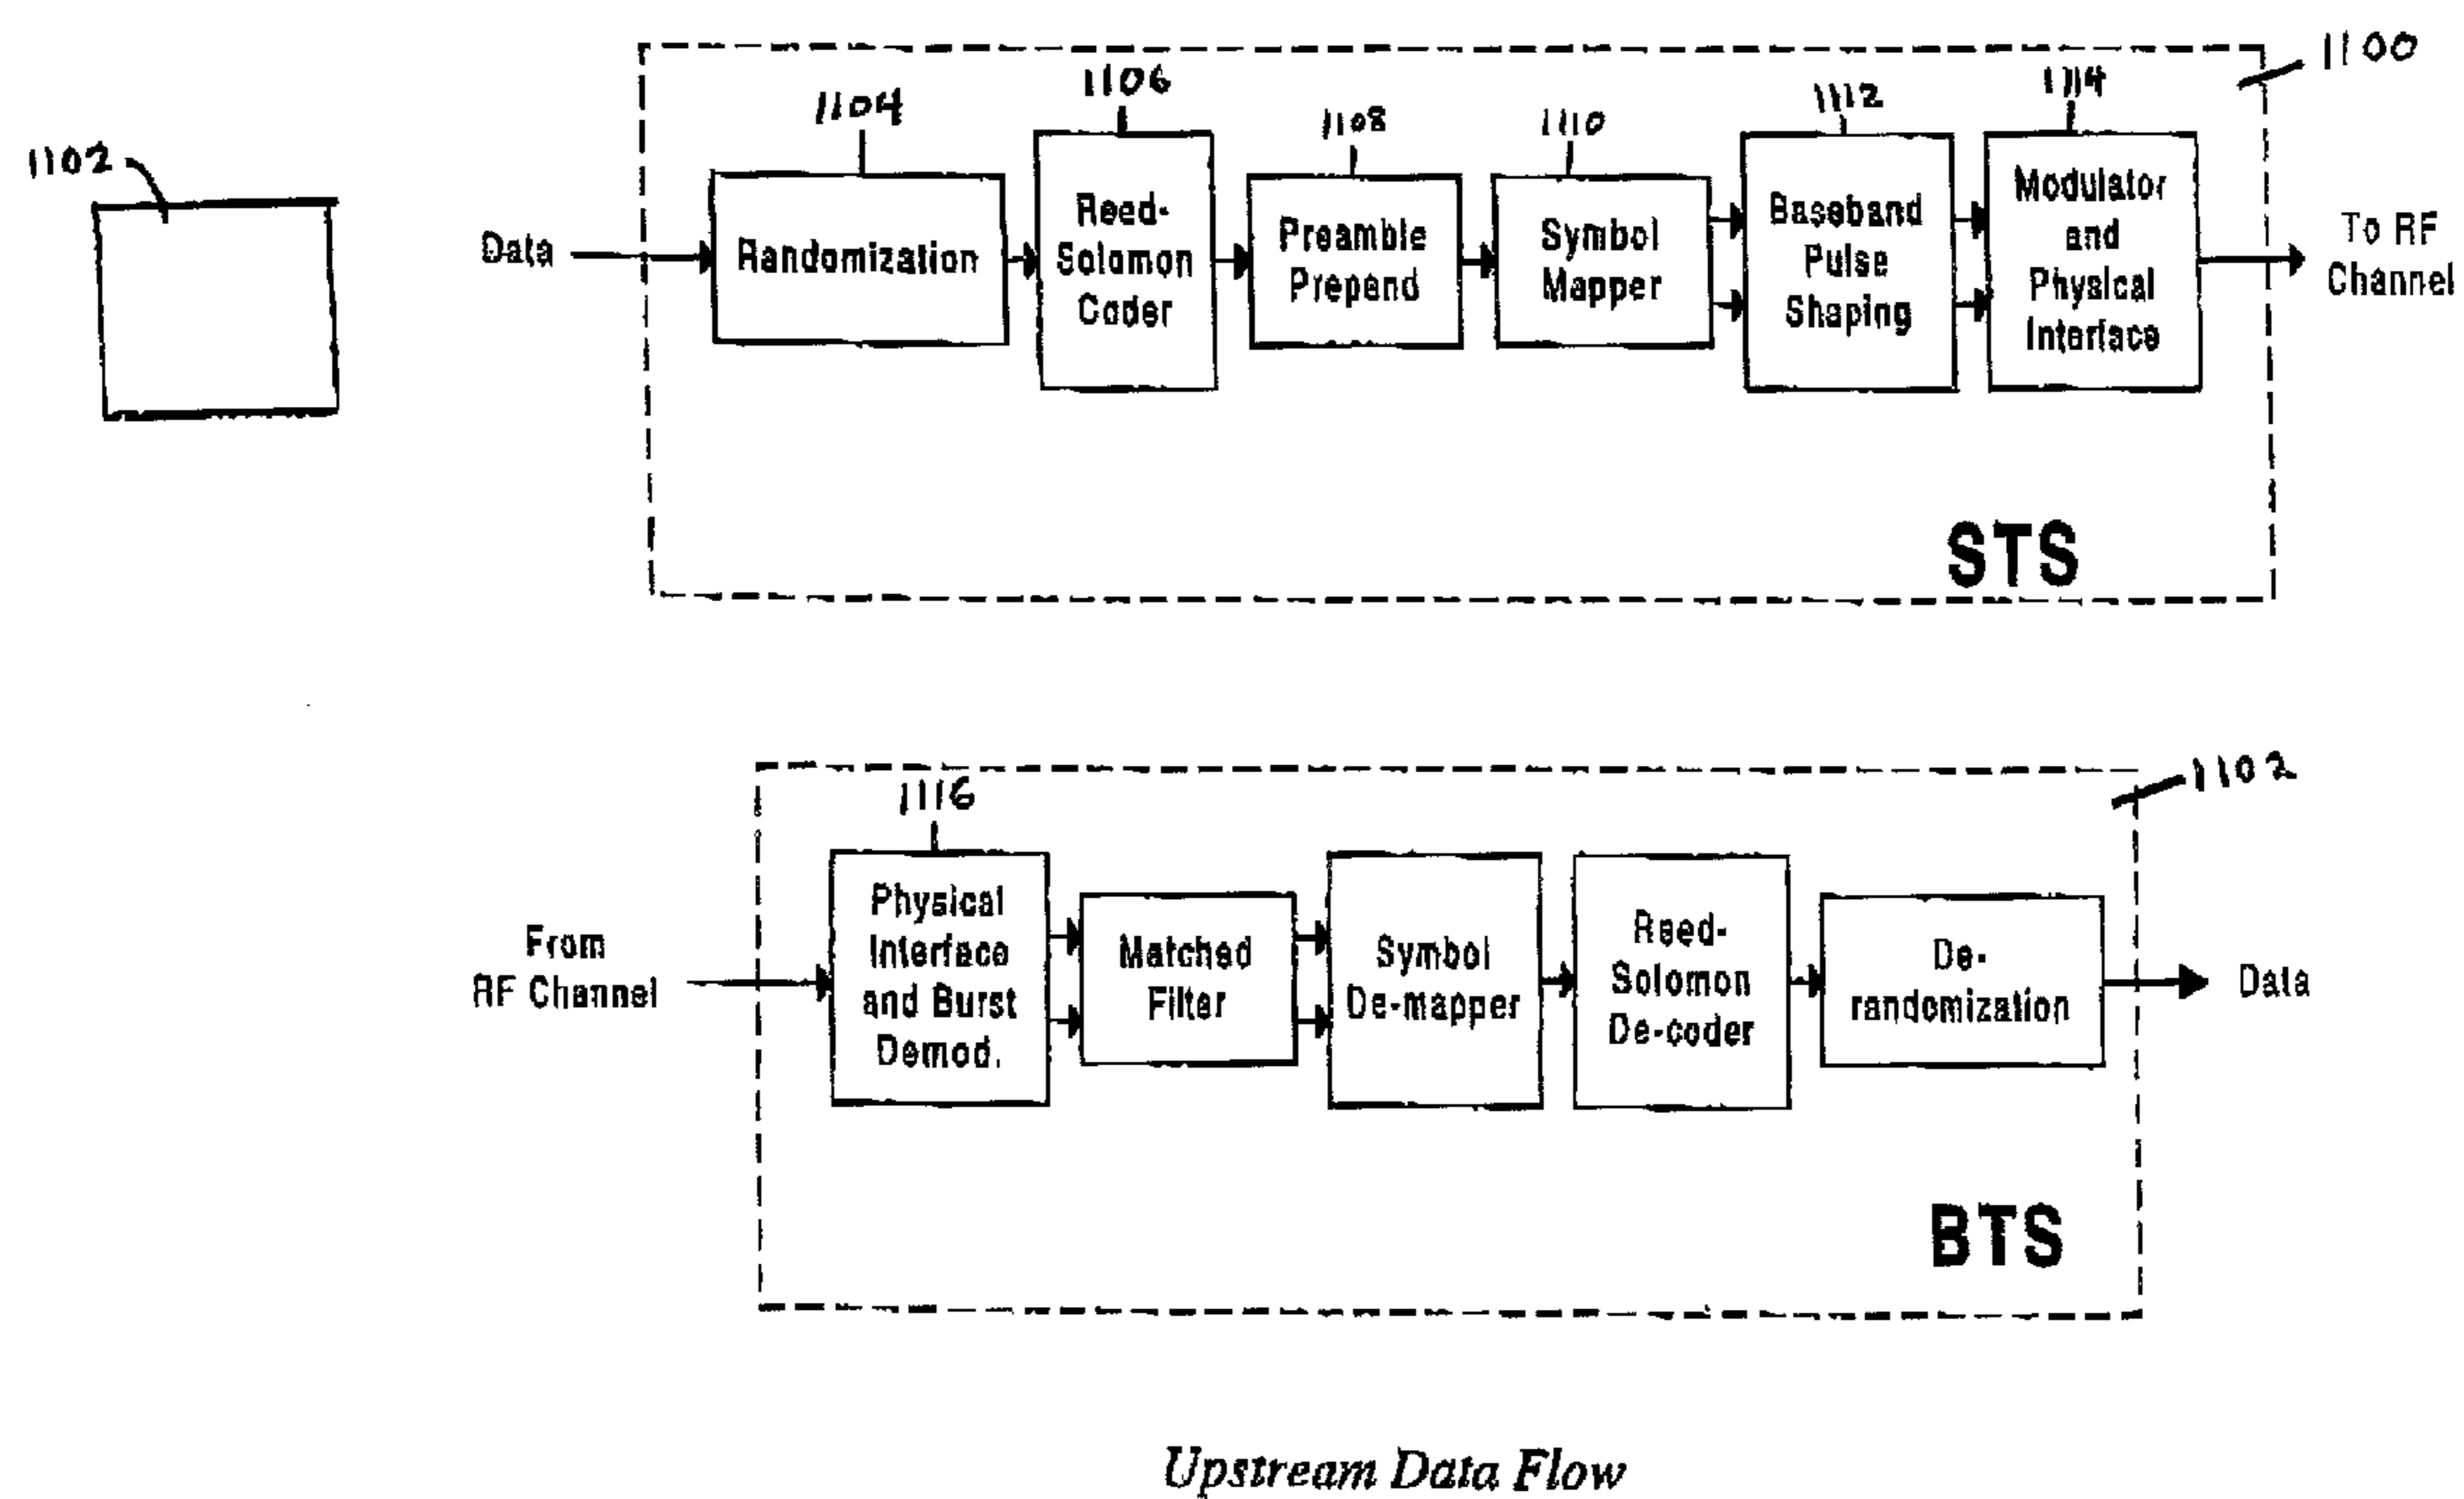 1100
1106
1114
1112
1104
1108
1110
1102
Data
Randomization
Reed-
Solomon
Coder
Preamble
Prepend
Symbol
Mapper
Baseband
Pulse
Shaping
Modulator
and
Physical
Interface
To RF
Channel
STS
1102
1116
From
RF Channel
Physical
Interface
and Burst
Demod.
Matched
Filter
Symbol
De-mapper
Reed-
Solomon
De-coder
De-
randomization
Data
BTS
Upstream Data Flow